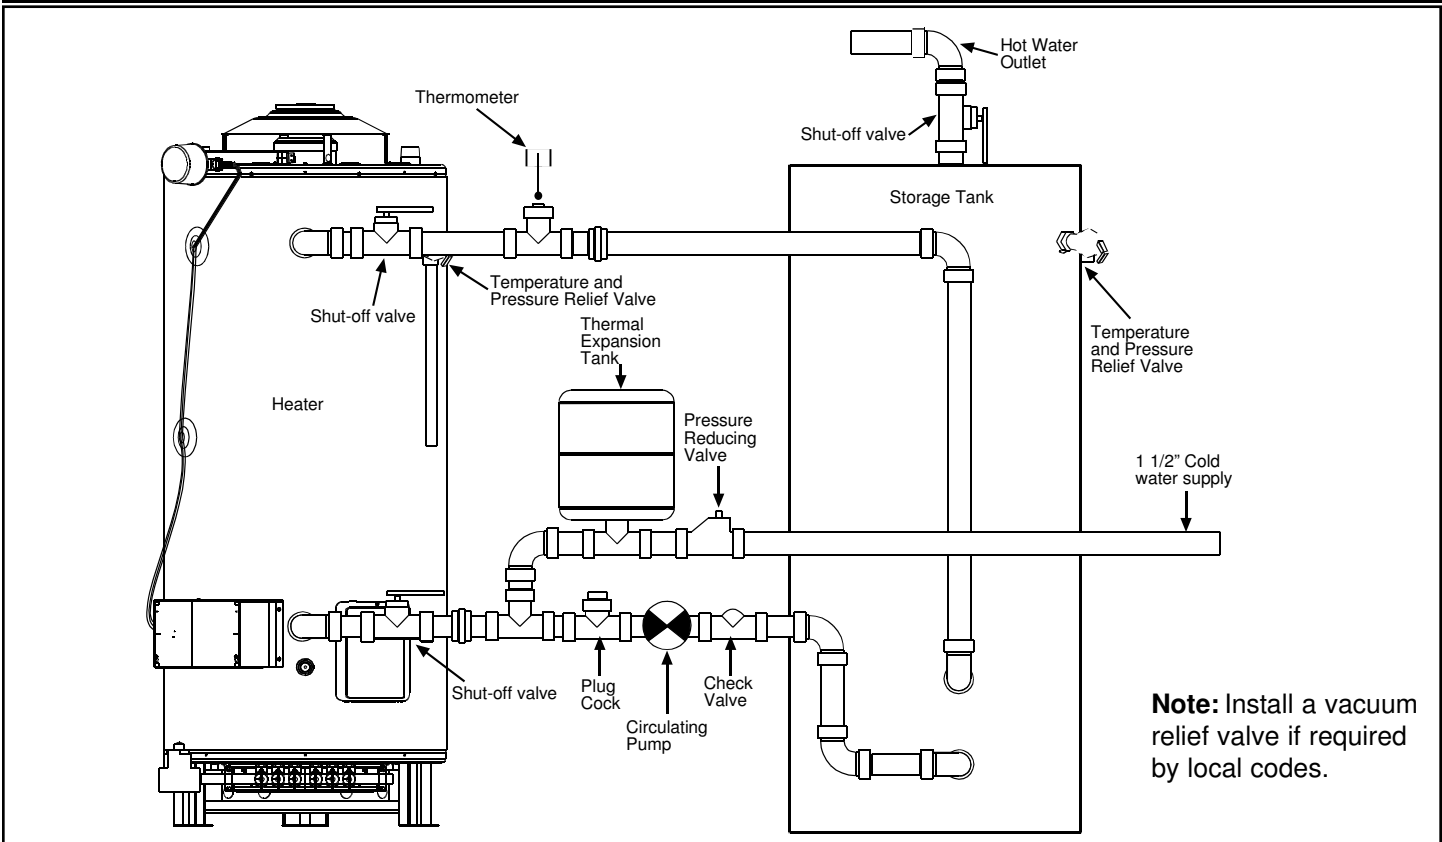 Hot Water
Outlet
Thermometer
Shut-off valve
Storage Tank
Temperature and
Pressure Relief Valve
Shut-off valve
Thermal
Expansion
Tank
Temperature
and Pressure
Relief Valve
Heater
Pressure
Reducing
Valve
1 1/2” Cold
water supply
Shut-off valve
Plug
Cock
Check
Valve
Circulating
Pump
Note: Install a vacuum
relief valve if required
by local codes.